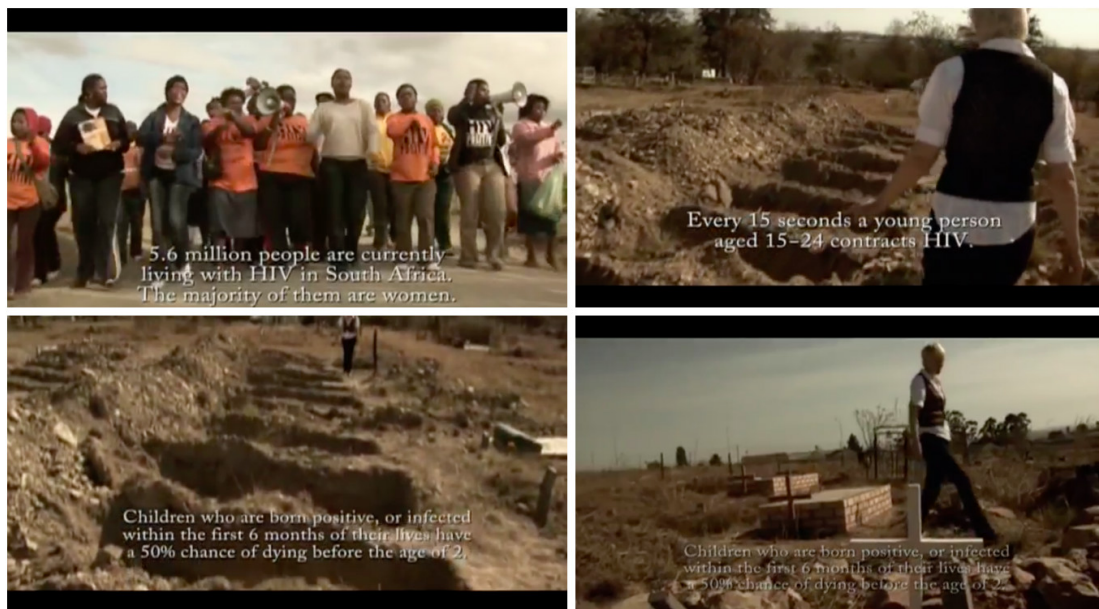 5.6 million people are currently
living with HIV in South Africa.
The majority of them are women.
Every 15 seconds a young person
aged 15–24 contracts HIV.
Children who are born positive, or infected
within the first 6 months of their lives have
a 50% chance of dying before the age of 2.
Children who are born positive, or infected
within the first 6 months of their lives have
a 50% chance of dying before the age of 2.